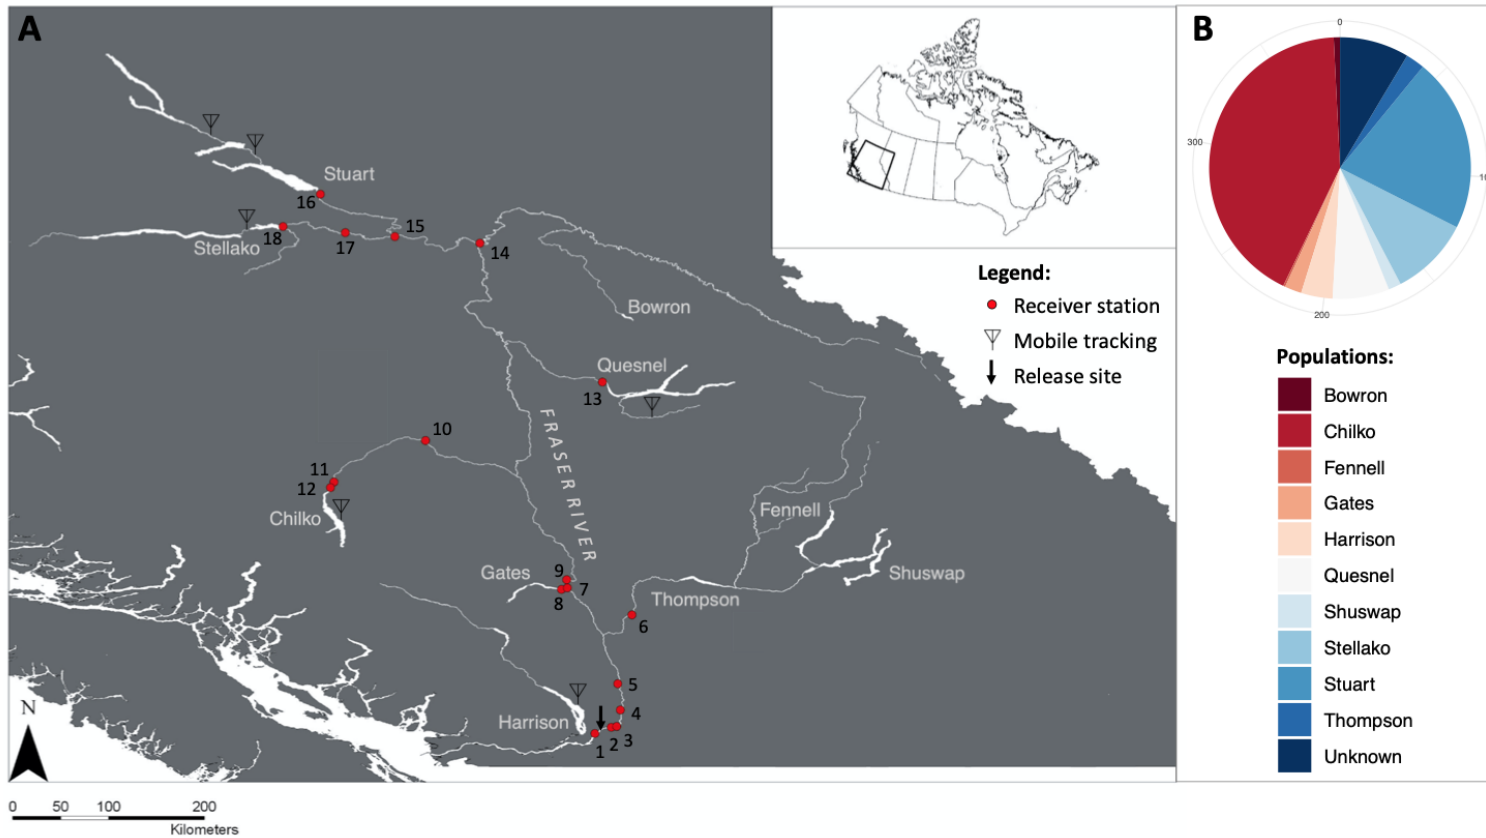 A
Stuart
16
15
18
17
14
Stellako
Bowron
Quesnel
13
FRASER RIVER
10
11
12
Chilko
Fennell
Shuswap
Gates
9
7
8
Thompson
6
5
4
Harrison
1
2
3
N
0 50 100 200
Kilometers
Legend:
Receiver station
Mobile tracking
Release site
B
0
300
10
200
Populations:
Bowron
Chilko
Fennell
Gates
Harrison
Quesnel
Shuswap
Stellako
Stuart
Thompson
Unknown